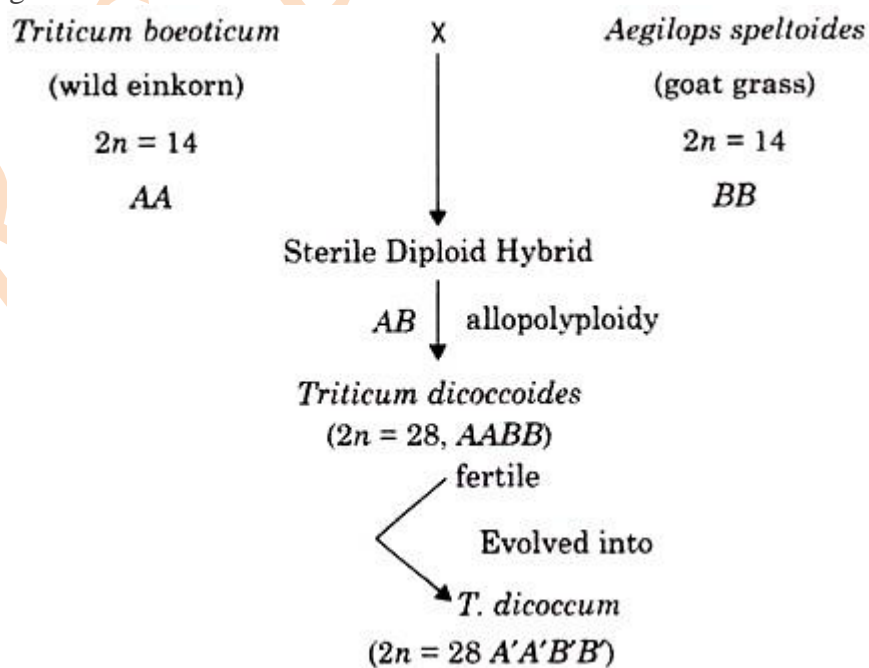 Triticum boeoticum X Aegilops speltoides
(wild einkorn) (goat grass)
2n = 14 2n = 14
AA BB
Sterile Diploid Hybrid
AB allopolyploidy
Triticum dicoccoides
(2n = 28, AABB)
fertile
Evolved into
T. dicoccum
(2n = 28 A′A′B′B′)